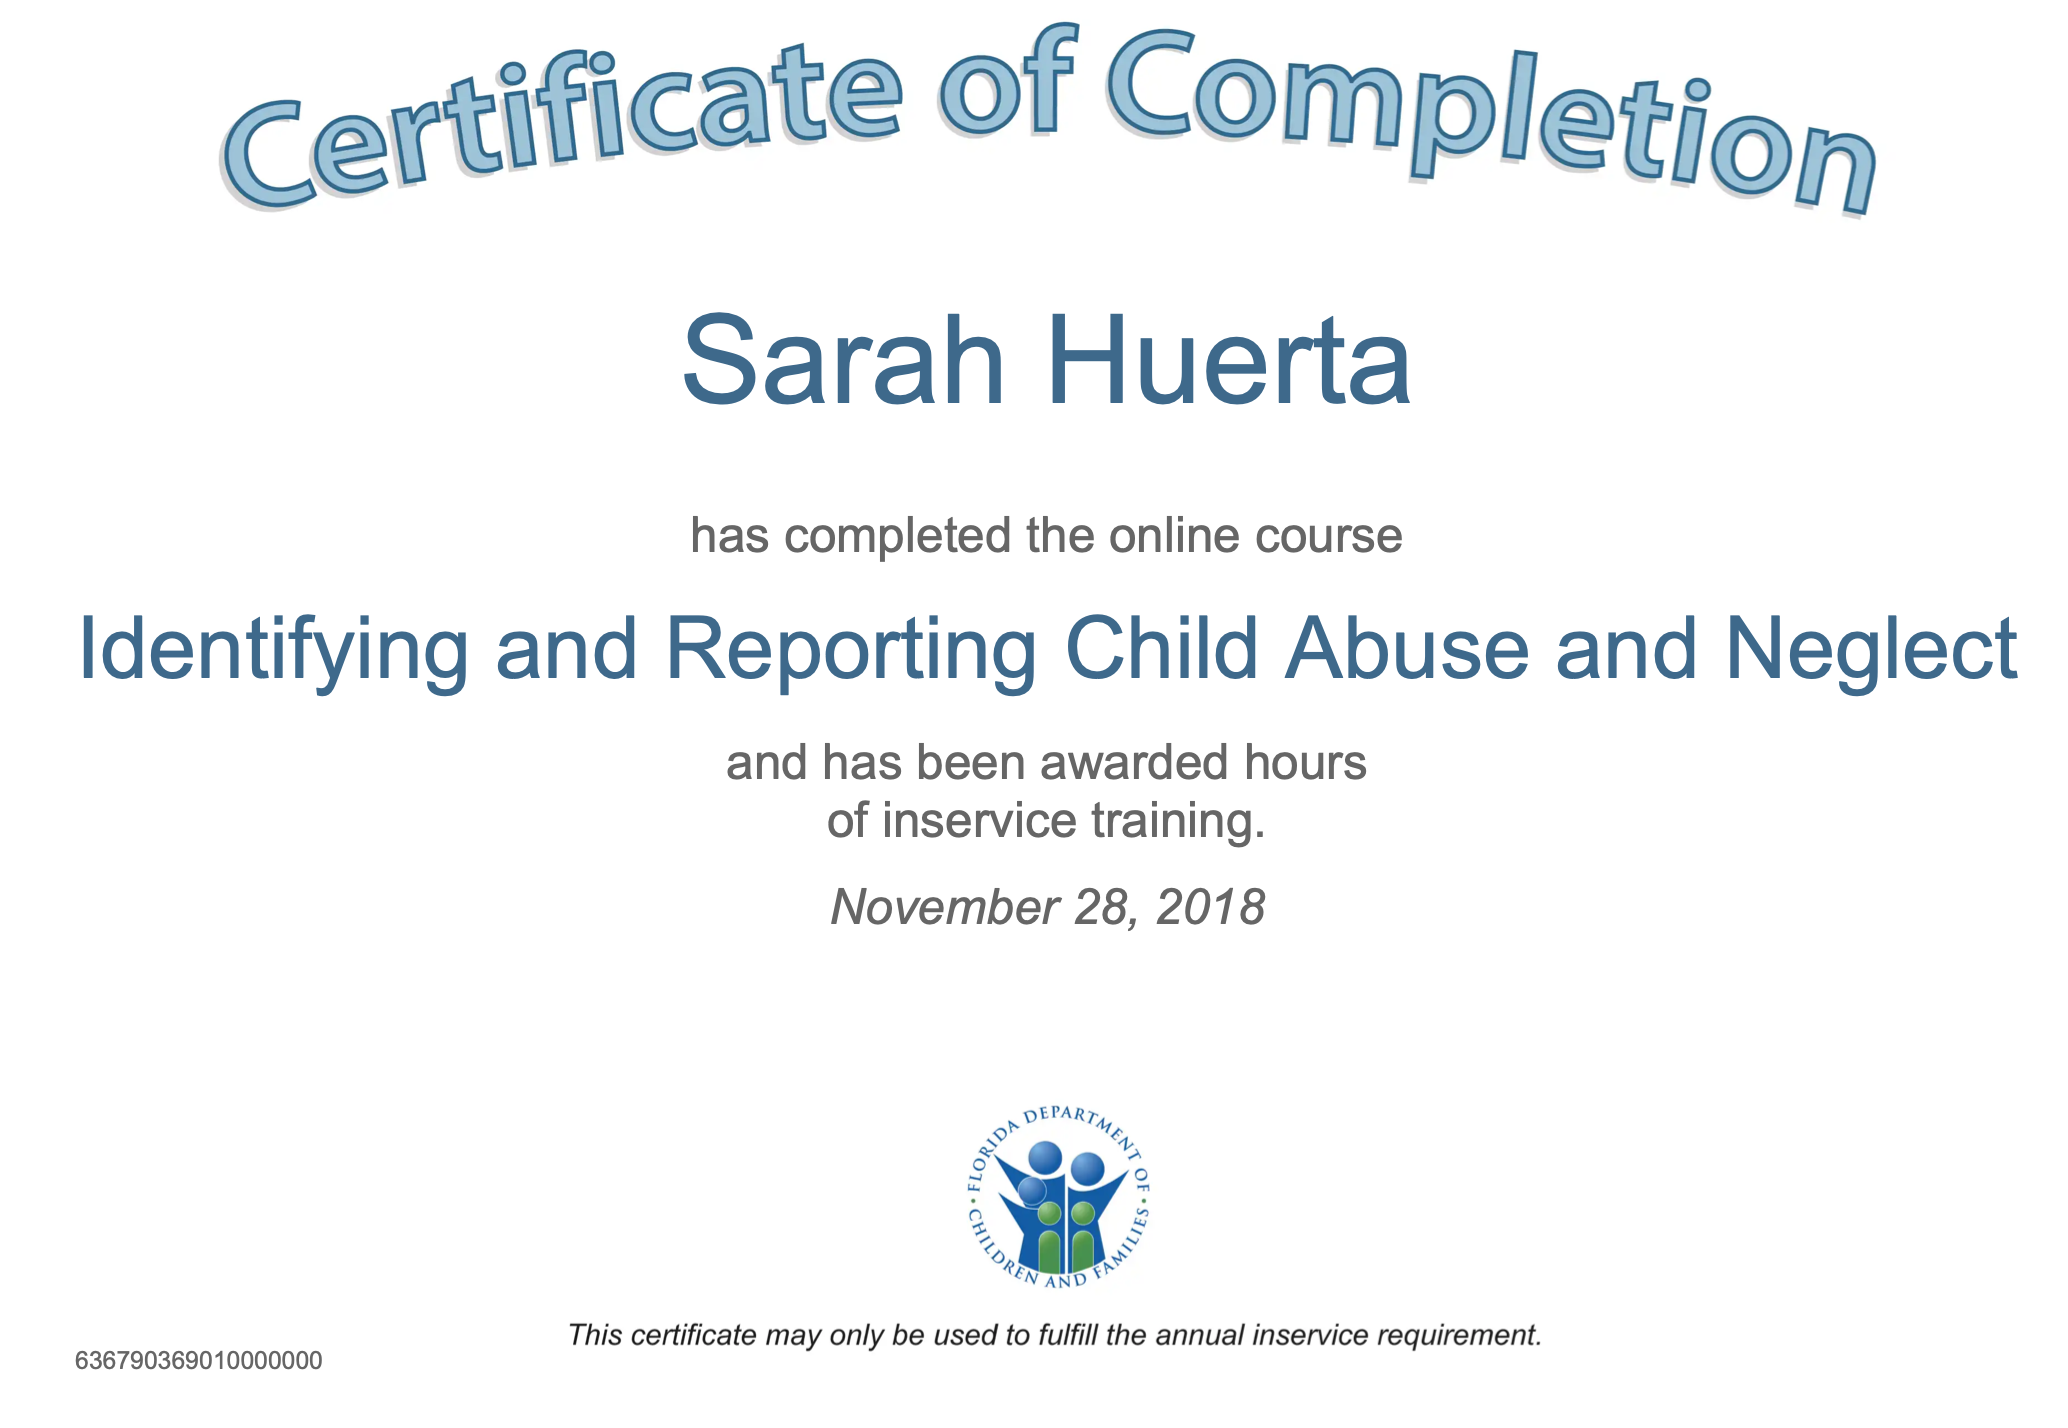 Certificate of Completion
Sarah Huerta
has completed the online course
Identifying and Reporting Child Abuse and Neglect
and has been awarded hours
of inservice training.
November 28, 2018
• FLORIDA DEPARTMENT OF •
CHILDREN AND FAMILIES
This certificate may only be used to fulfill the annual inservice requirement.
636790369010000000